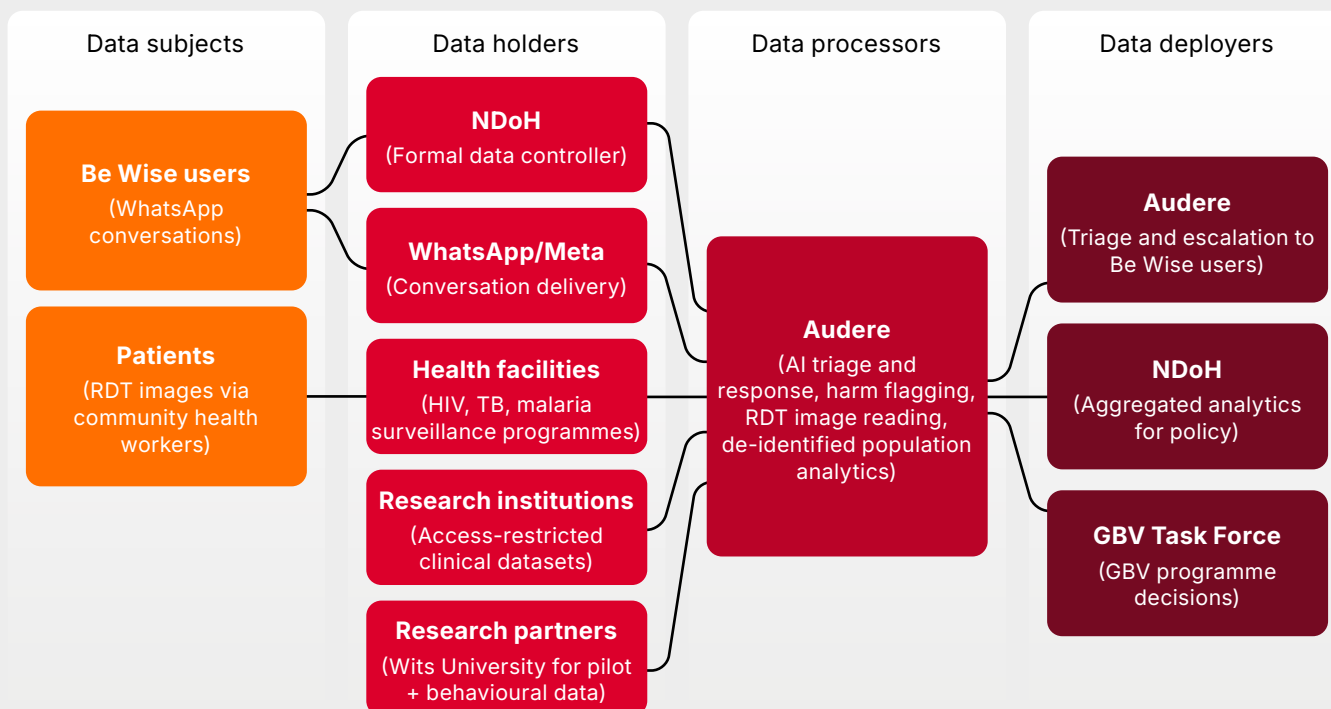 Data subjects
Be Wise users
(WhatsApp
conversations)
Patients
(RDT images via
community health
workers)
Data holders
NDoH
(Formal data controller)
WhatsApp/Meta
(Conversation delivery)
Health facilities
(HIV, TB, malaria
surveillance programmes)
Research institutions
(Access-restricted
clinical datasets)
Research partners
(Wits University for pilot
+ behavioural data)
Data processors
Audere
(AI triage and
response, harm flagging,
RDT image reading,
de-identified population
analytics)
Data deployers
Audere
(Triage and escalation to
Be Wise users)
NDoH
(Aggregated analytics
for policy)
GBV Task Force
(GBV programme
decisions)